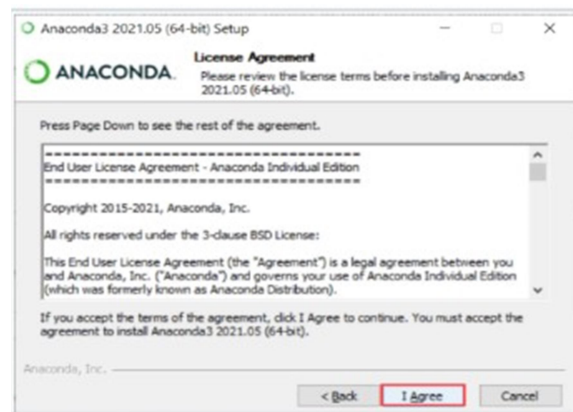 Anaconda3 2021.05 (64-bit) Setup
ANACONDA.
License Agreement
Please review the license terms before installing Anaconda3
2021.05 (64-bit).
Press Page Down to see the rest of the agreement.
====================================
End User License Agreement - Anaconda Individual Edition
====================================
Copyright 2015-2021, Anaconda, Inc.
All rights reserved under the 3-clause BSD License:
This End User License Agreement (the "Agreement") is a legal agreement between you
and Anaconda, Inc. ("Anaconda") and governs your use of Anaconda Individual Edition
(which was formerly known as Anaconda Distribution).
If you accept the terms of the agreement, click I Agree to continue. You must accept the
agreement to install Anaconda3 2021.05 (64-bit).
Anaconda, Inc.
< Back I Agree Cancel